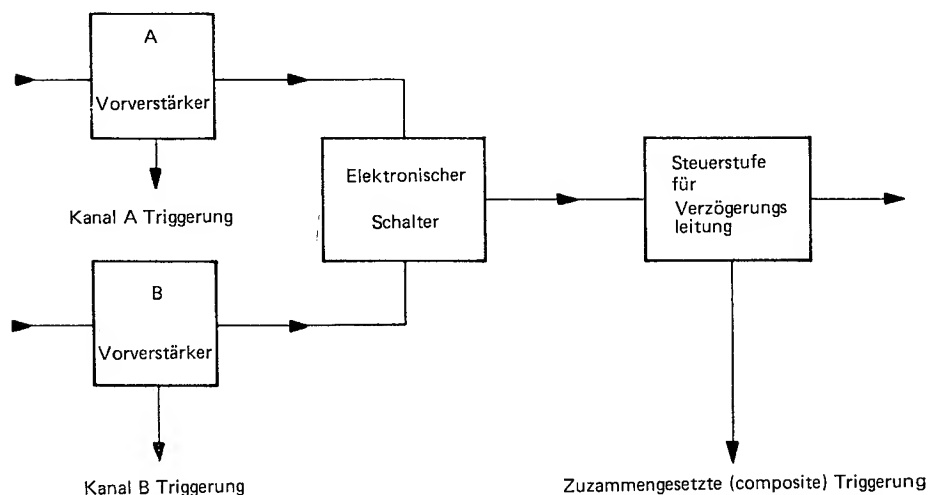 A
Vorverstärker
Kanal A Triggerung
B
Vorverstärker
Kanal B Triggerung
Elektronischer
Schalter
Steuerstufe
für
Verzögerungs
leitung
Zuzammengesetzte (composite) Triggerung